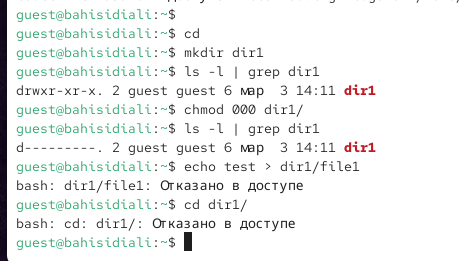 guest@bahisidiali:~$
guest@bahisidiali:~$ cd
guest@bahisidiali:~$ mkdir dir1
guest@bahisidiali:~$ ls -l | grep dir1
drwxr-xr-x. 2 guest guest 6 мар  3 14:11 dir1
guest@bahisidiali:~$ chmod 000 dir1/
guest@bahisidiali:~$ ls -l | grep dir1
d---------. 2 guest guest 6 мар  3 14:11 dir1
guest@bahisidiali:~$ echo test > dir1/file1
bash: dir1/file1: Отказано в доступе
guest@bahisidiali:~$ cd dir1/
bash: cd: dir1/: Отказано в доступе
guest@bahisidiali:~$